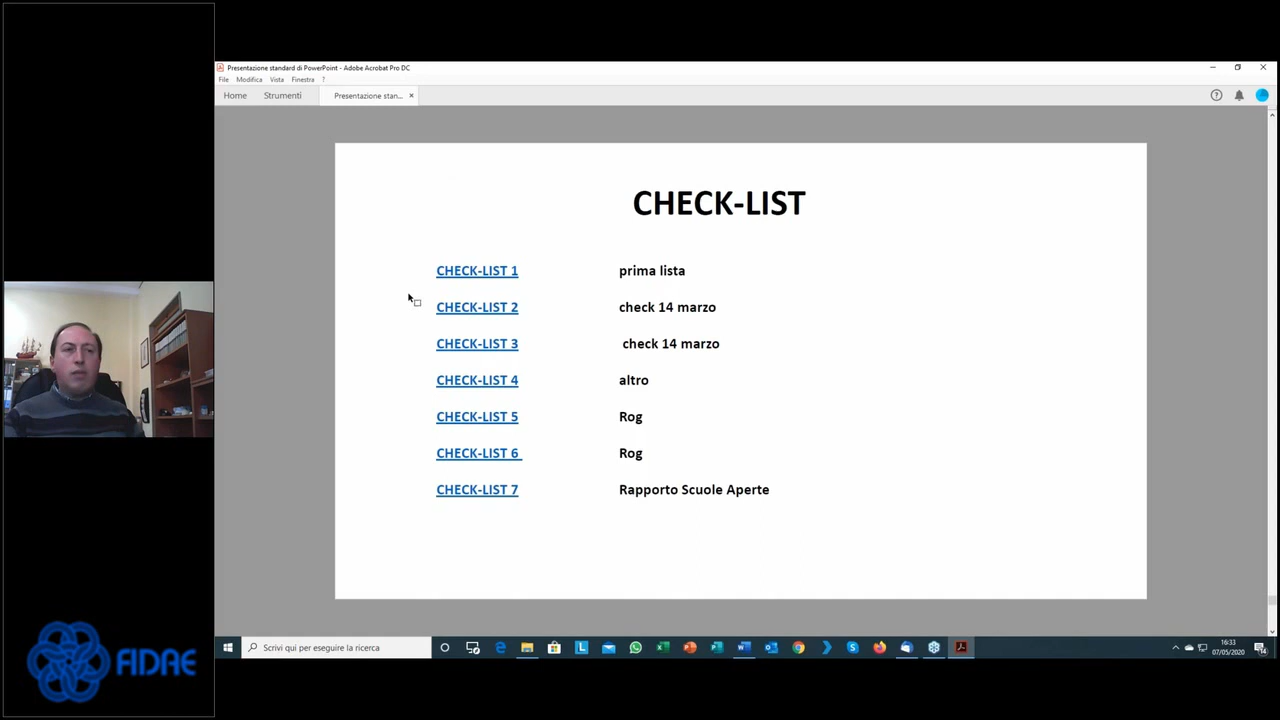 Presentazione standard di PowerPoint - Adobe Acrobat Pro DC
File Modifica Vista Finestra ?
Home Strumenti Presentazione stan... ×
CHECK-LIST
CHECK-LIST 1 prima lista
CHECK-LIST 2 check 14 marzo
CHECK-LIST 3 check 14 marzo
CHECK-LIST 4 altro
CHECK-LIST 5 Rog
CHECK-LIST 6 Rog
CHECK-LIST 7 Rapporto Scuole Aperte
FIDAE
Scrivi qui per eseguire la ricerca
16:33
07/05/2020